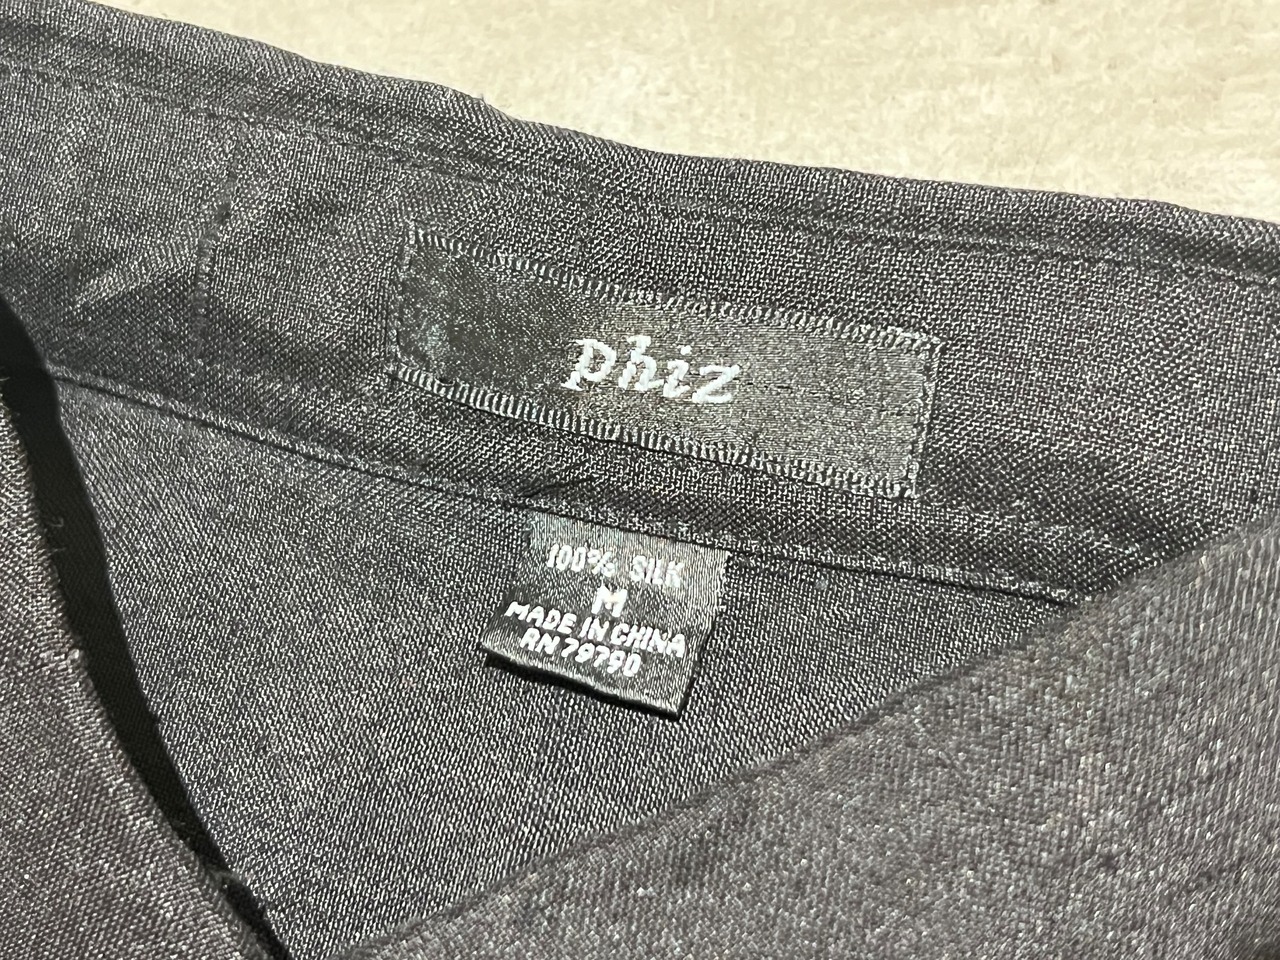 phiz
100% SILK
M
MADE IN CHINA
RN 79790